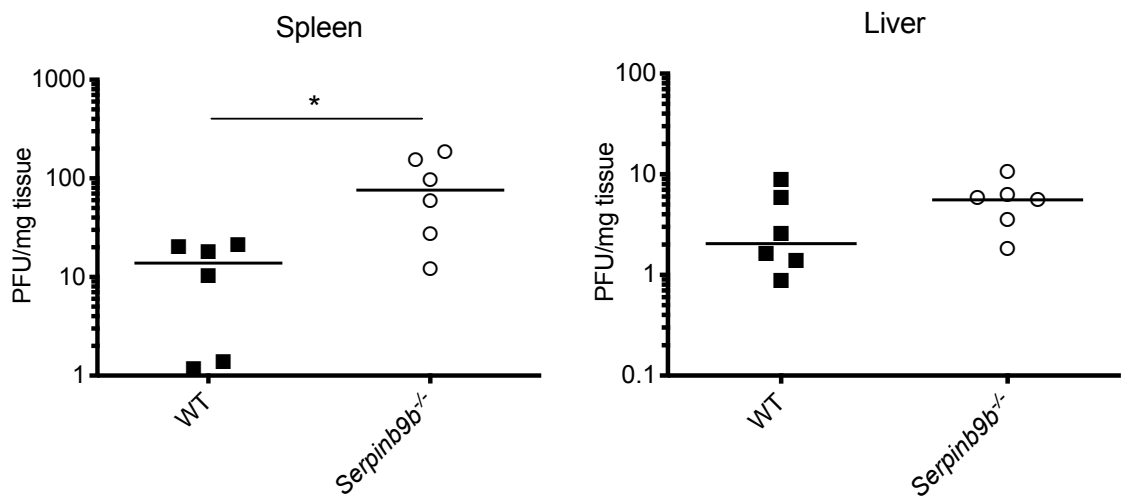 Spleen
PFU/mg tissue
1000
100
10
1
*
WT
Serpinb9b-/-
Liver
PFU/mg tissue
100
10
1
0.1
WT
Serpinb9b-/-